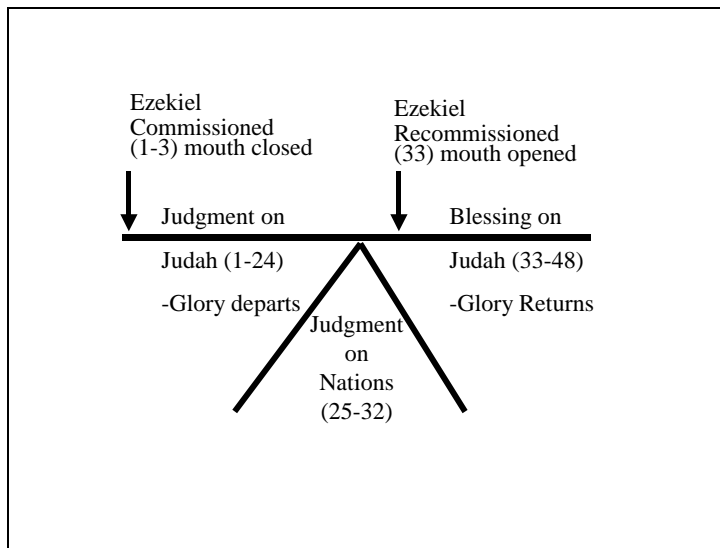 Ezekiel
Commissioned
(1-3) mouth closed
Ezekiel
Recommissioned
(33) mouth opened
Judgment on
Judah (1-24)
-Glory departs
Judgment
on
Nations
(25-32)
Blessing on
Judah (33-48)
-Glory Returns